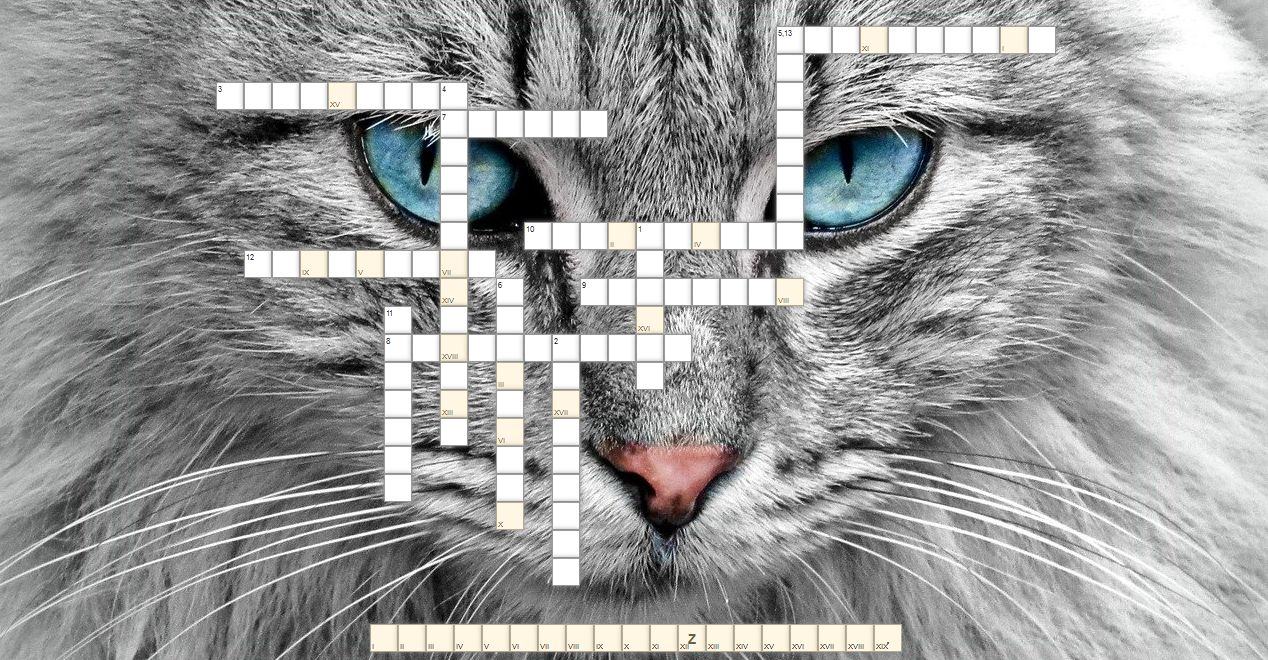 5,13 XI I
3 XV 4
7
10 II 1 IV
12 IX V VII
6 9 XIV VIII
11 XVI
8 XVIII 2
III
XIII XVII
VI
X
I II III IV V VI VII VIII IX X XI XII Z XIII XIV XV XVI XVII XVIII XIX